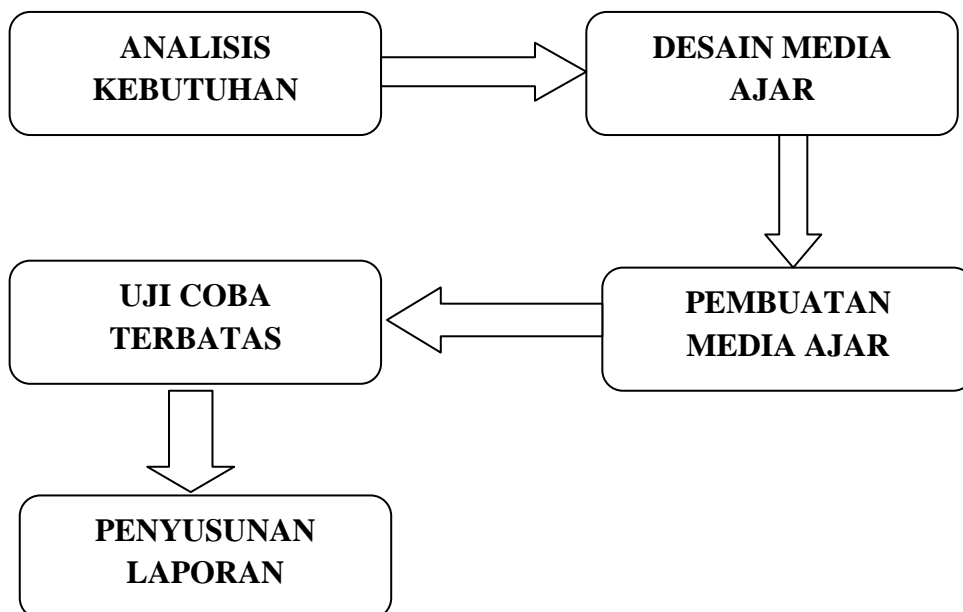 ANALISIS
KEBUTUHAN
DESAIN MEDIA
AJAR
PEMBUATAN
MEDIA AJAR
UJI COBA
TERBATAS
PENYUSUNAN
LAPORAN